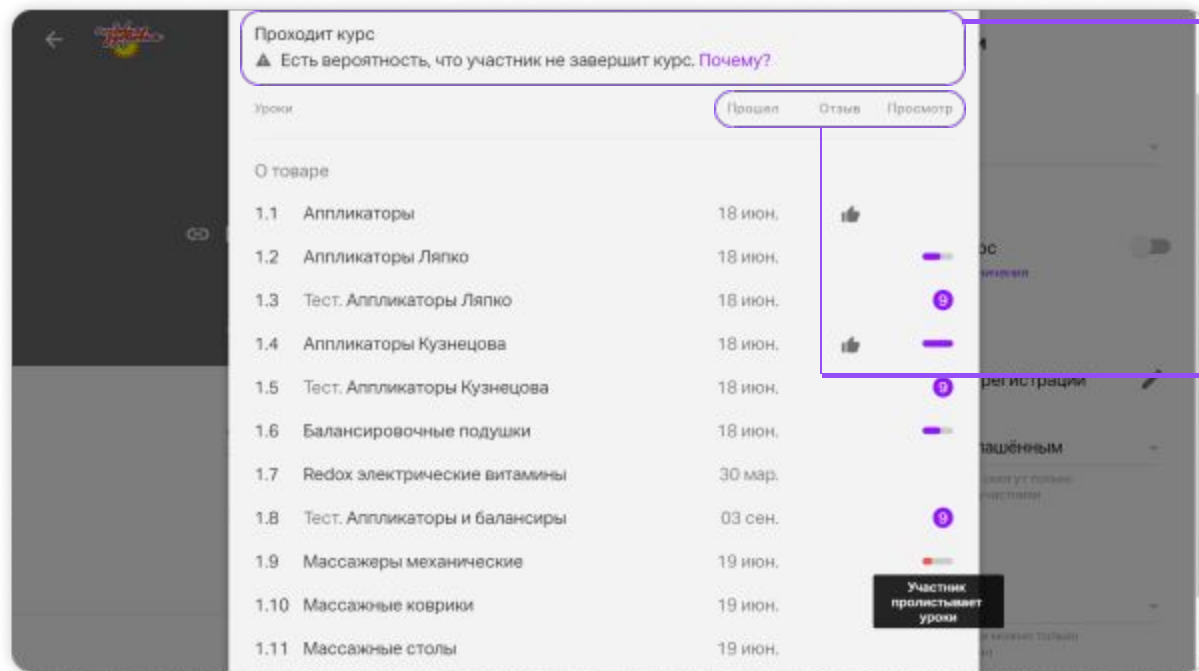 Проходит курс
Есть вероятность, что участник не завершит курс. Почему?
Уроки Прошел Отзыв Просмотр
О товаре
1.1 Аппликаторы 18 июн.
1.2 Аппликаторы Ляпко 18 июн.
1.3 Тест. Аппликаторы Ляпко 18 июн. 9
1.4 Аппликаторы Кузнецова 18 июн.
1.5 Тест. Аппликаторы Кузнецова 18 июн. 9
регистрации
1.6 Балансировочные подушки 18 июн.
1.7 Redox электрические витамины 30 мар.
1.8 Тест. Аппликаторы и балансиры 03 сен. 9
1.9 Массажеры механические 19 июн.
Участник
пролистывает
уроки
1.10 Массажные коврики 19 июн.
1.11 Массажные столы 19 июн.